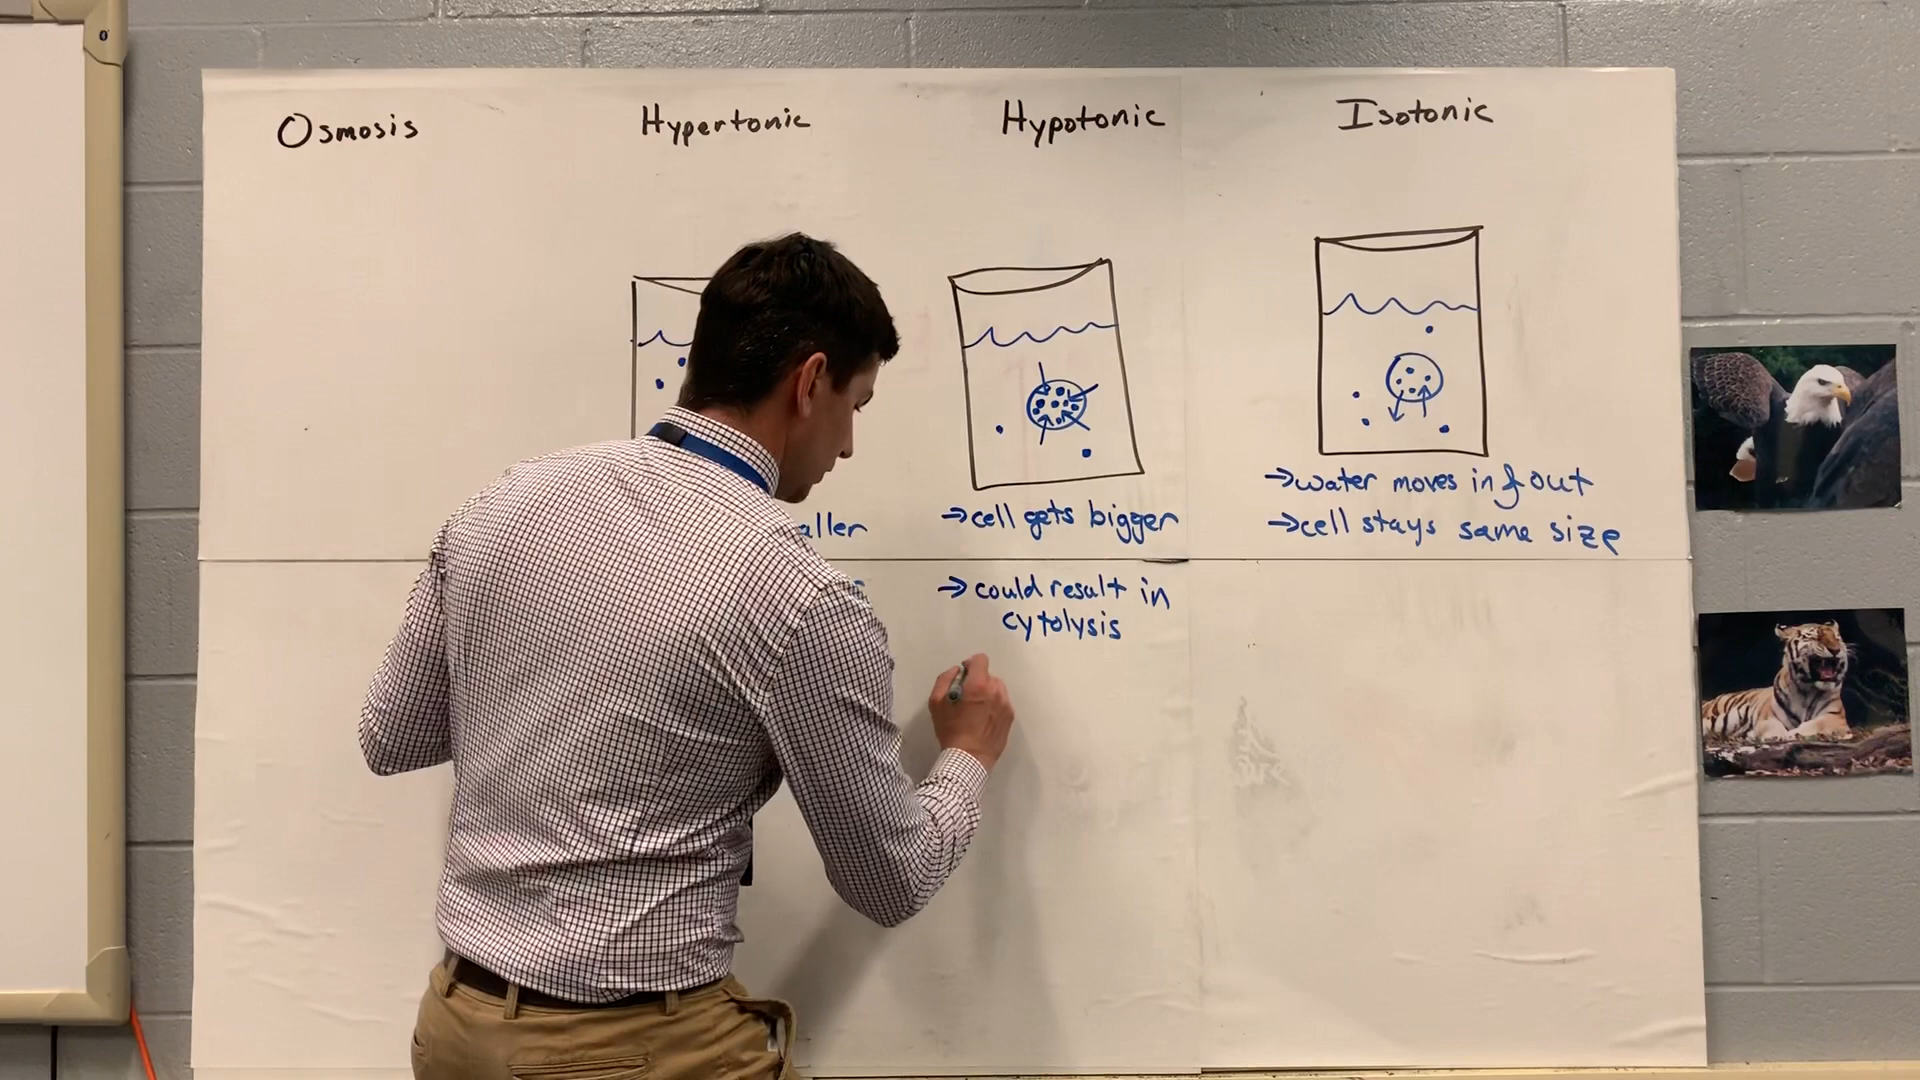 Osmosis
Hypertonic
Hypotonic
Isotonic
aller
→cell gets bigger
→could result in
cytolysis
→water moves in & out
→cell stays same size